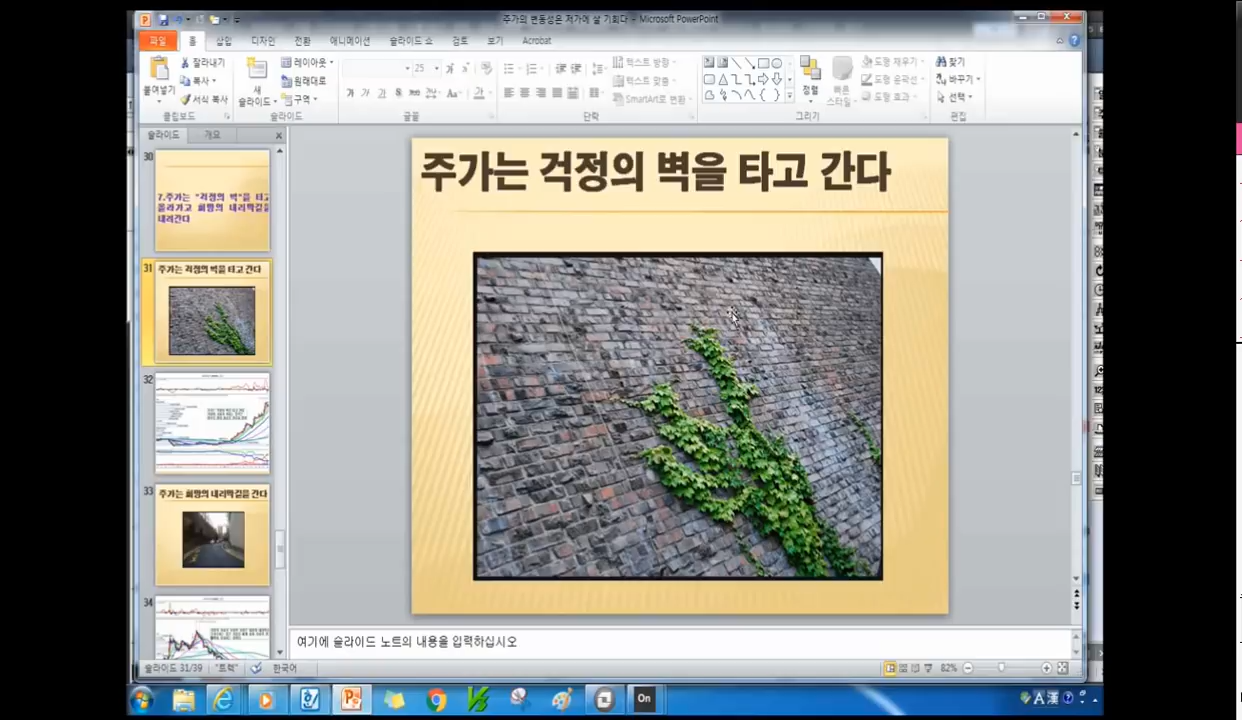 주가의 변동성은 저가에 살 기회다 - Microsoft PowerPoint
파일 홈 삽입 디자인 전환 애니메이션 슬라이드 쇼 검토 보기 Acrobat
붙여넣기
잘라내기
복사
서식 복사
클립보드
새 슬라이드
레이아웃
원래대로
구역
슬라이드
25
글꼴
텍스트 방향
텍스트 맞춤
SmartArt로 변환
단락
정렬
빠른 스타일
도형 채우기
도형 윤곽선
도형 효과
그리기
찾기
바꾸기
선택
편집
슬라이드 개요
30
7.주가는 "걱정의 벽"을 타고
올라가고 희망의 내리막길을
내려간다
31
주가는 걱정의 벽을 타고 간다
32
33
주가는 희망의 내리막길을 간다
34
주가는 걱정의 벽을 타고 간다
여기에 슬라이드 노트의 내용을 입력하십시오
슬라이드 31/39 "트랙" 한국어
82%
On
A 漢